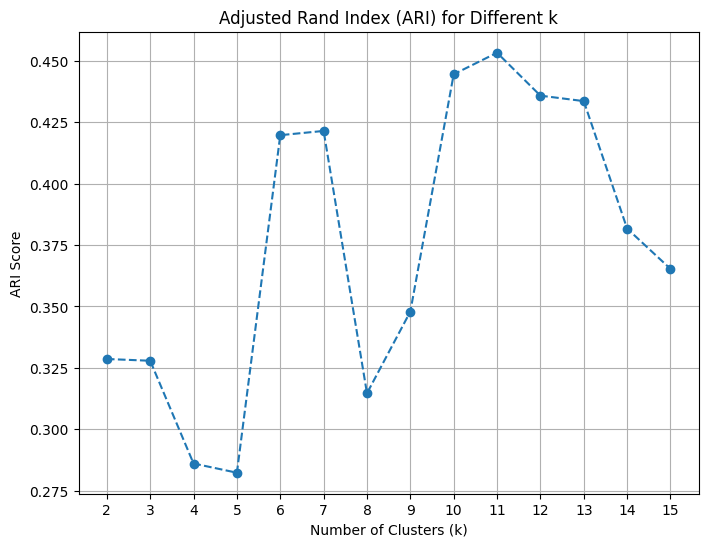 Adjusted Rand Index (ARI) for Different k
ARI Score
0.450
0.425
0.400
0.375
0.350
0.325
0.300
0.275
2 3 4 5 6 7 8 9 10 11 12 13 14 15
Number of Clusters (k)